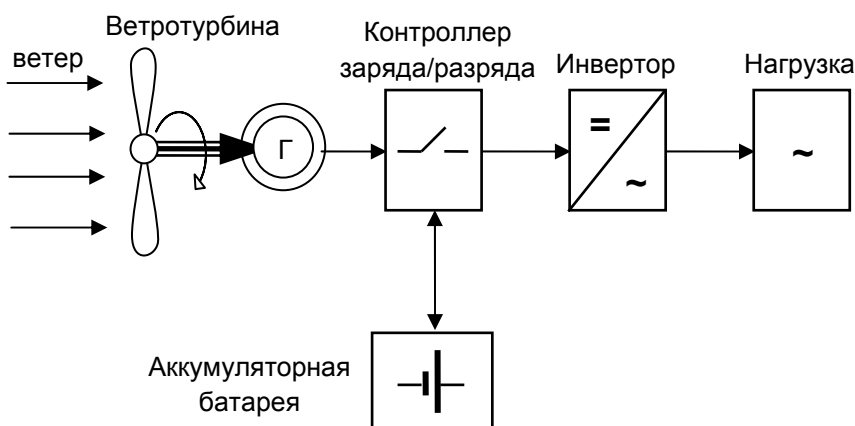 Ветротурбина
ветер
Контроллер
заряда/разряда
Инвертор
Нагрузка
Г
=
~
~
Аккумуляторная
батарея